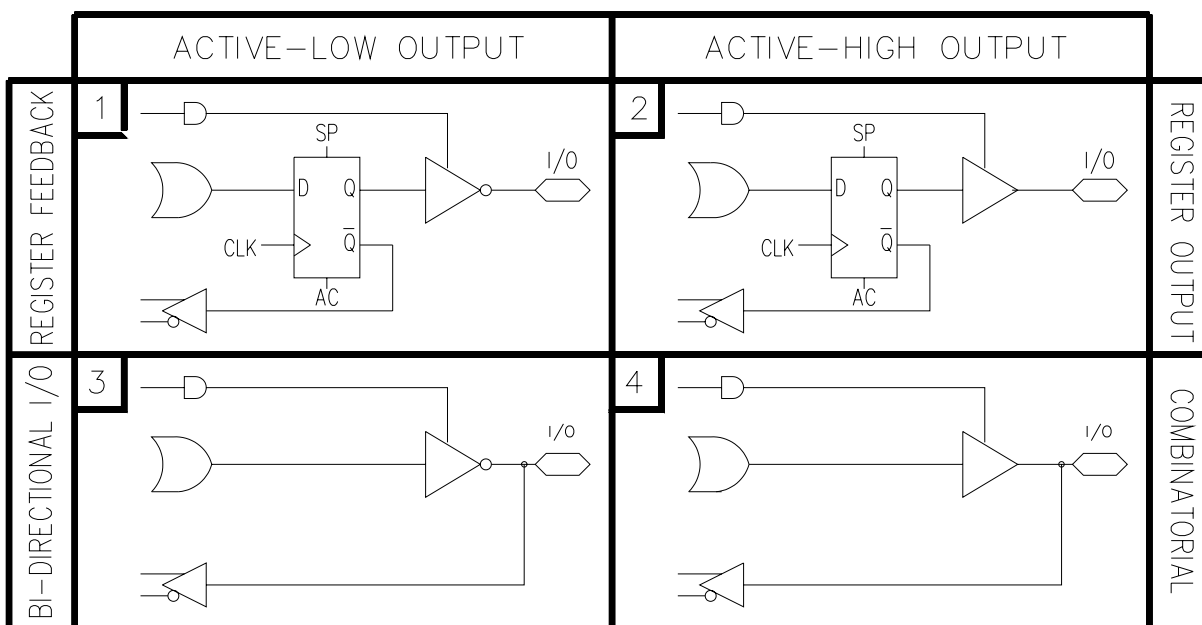 ACTIVE-LOW OUTPUT
ACTIVE-HIGH OUTPUT
REGISTER FEEDBACK
1
SP
D Q
CLK
Q̅
AC
I/O
2
SP
D Q
CLK
Q̅
AC
I/O
REGISTER OUTPUT
BI-DIRECTIONAL I/O
3
I/O
4
I/O
COMBINATORIAL